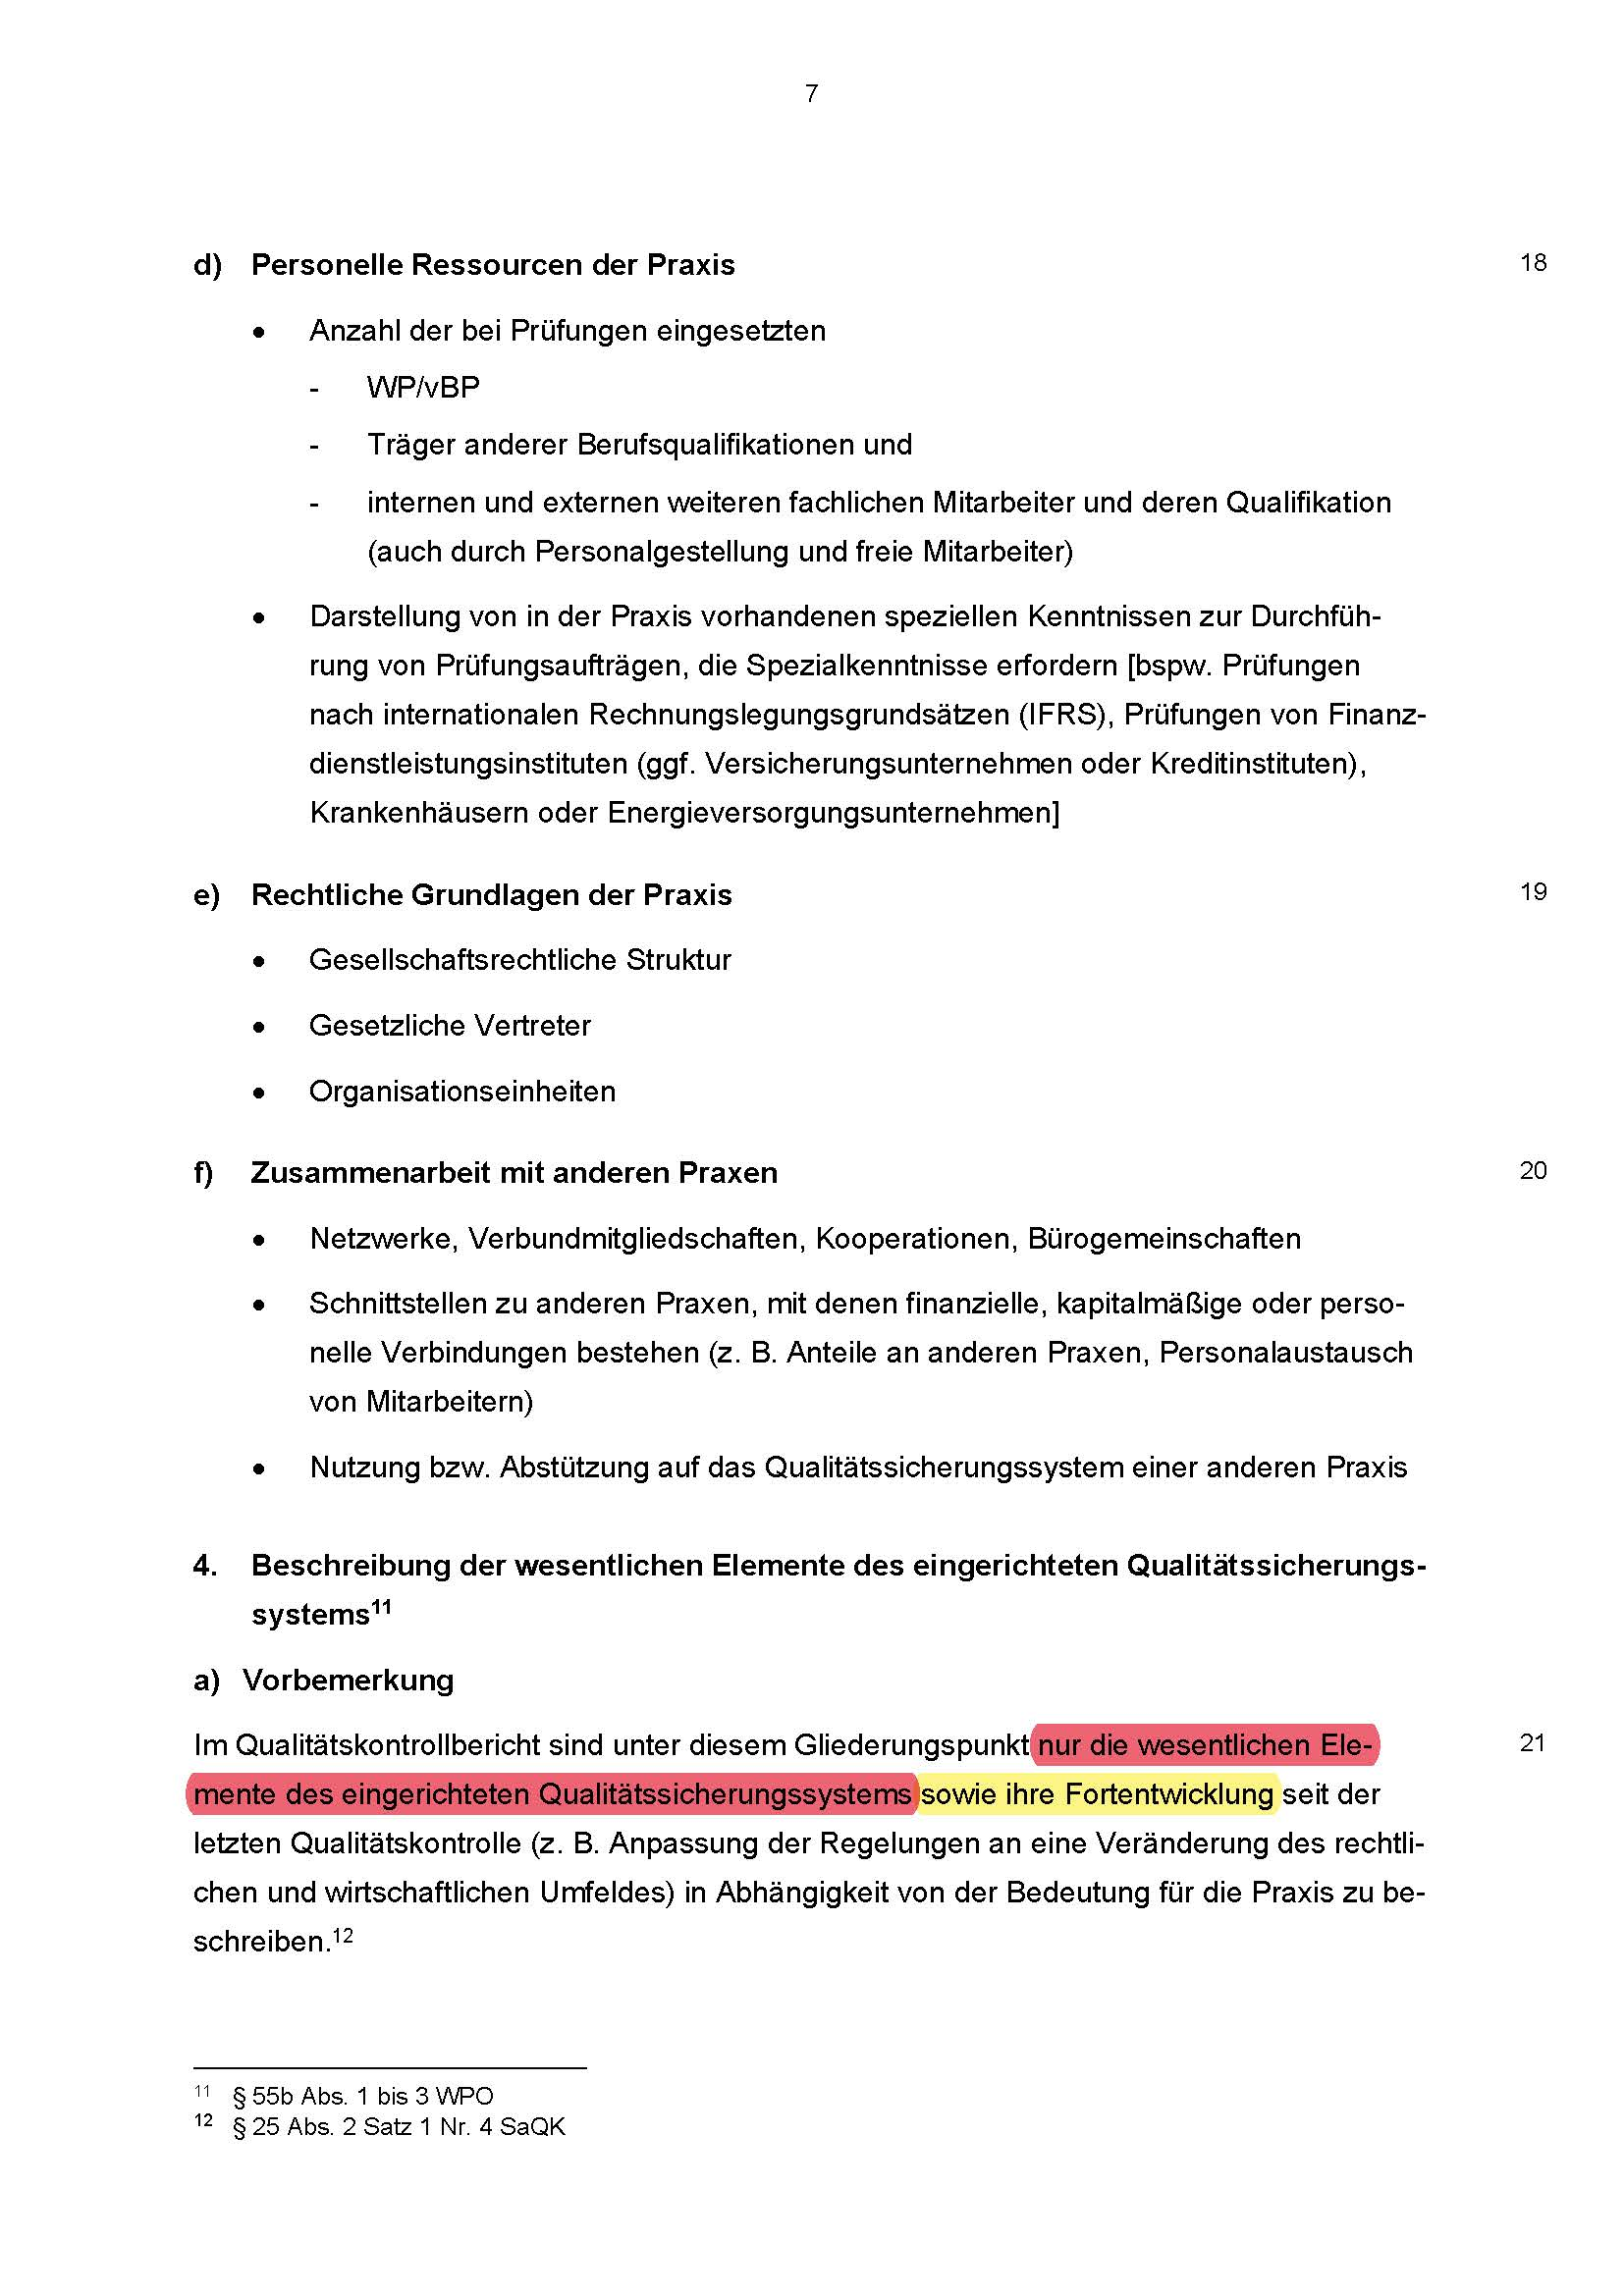 7
d) Personelle Ressourcen der Praxis 18
• Anzahl der bei Prüfungen eingesetzten
- WP/vBP
- Träger anderer Berufsqualifikationen und
- internen und externen weiteren fachlichen Mitarbeiter und deren Qualifikation
(auch durch Personalgestellung und freie Mitarbeiter)
• Darstellung von in der Praxis vorhandenen speziellen Kenntnissen zur Durchfüh-
rung von Prüfungsaufträgen, die Spezialkenntnisse erfordern [bspw. Prüfungen
nach internationalen Rechnungslegungsgrundsätzen (IFRS), Prüfungen von Finanz-
dienstleistungsinstituten (ggf. Versicherungsunternehmen oder Kreditinstituten),
Krankenhäusern oder Energieversorgungsunternehmen]
e) Rechtliche Grundlagen der Praxis 19
• Gesellschaftsrechtliche Struktur
• Gesetzliche Vertreter
• Organisationseinheiten
f) Zusammenarbeit mit anderen Praxen 20
• Netzwerke, Verbundmitgliedschaften, Kooperationen, Bürogemeinschaften
• Schnittstellen zu anderen Praxen, mit denen finanzielle, kapitalmäßige oder perso-
nelle Verbindungen bestehen (z. B. Anteile an anderen Praxen, Personalaustausch
von Mitarbeitern)
• Nutzung bzw. Abstützung auf das Qualitätssicherungssystem einer anderen Praxis
4. Beschreibung der wesentlichen Elemente des eingerichteten Qualitätssicherungs-
systems¹¹
a) Vorbemerkung
Im Qualitätskontrollbericht sind unter diesem Gliederungspunkt nur die wesentlichen Ele- 21
mente des eingerichteten Qualitätssicherungssystems sowie ihre Fortentwicklung seit der
letzten Qualitätskontrolle (z. B. Anpassung der Regelungen an eine Veränderung des rechtli-
chen und wirtschaftlichen Umfeldes) in Abhängigkeit von der Bedeutung für die Praxis zu be-
schreiben.¹²
¹¹ § 55b Abs. 1 bis 3 WPO
¹² § 25 Abs. 2 Satz 1 Nr. 4 SaQK